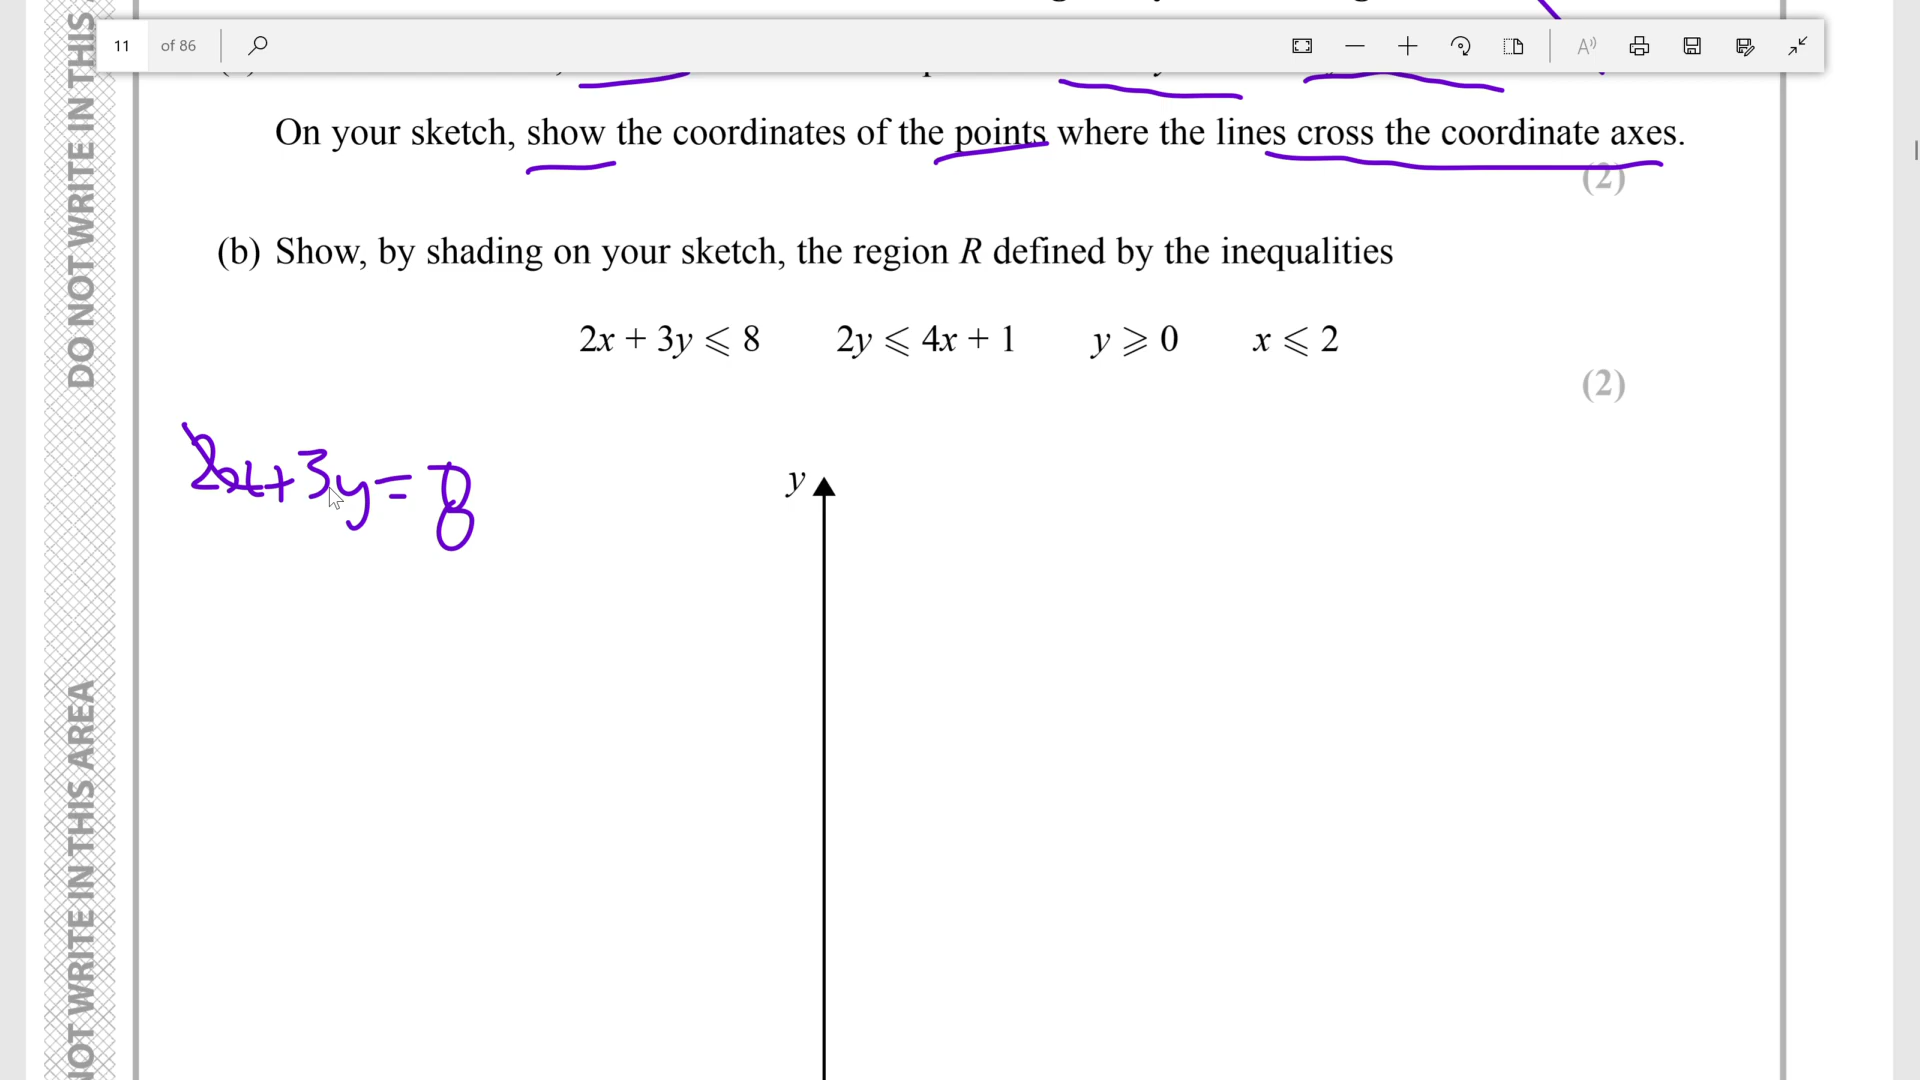 11 of 86
On your sketch, show the coordinates of the points where the lines cross the coordinate axes.
(2)
(b) Show, by shading on your sketch, the region R defined by the inequalities
2x + 3y ⩽ 8 2y ⩽ 4x + 1 y ⩾ 0 x ⩽ 2
(2)
2x+3y=8
y
DO NOT WRITE IN THIS
NOT WRITE IN THIS AREA